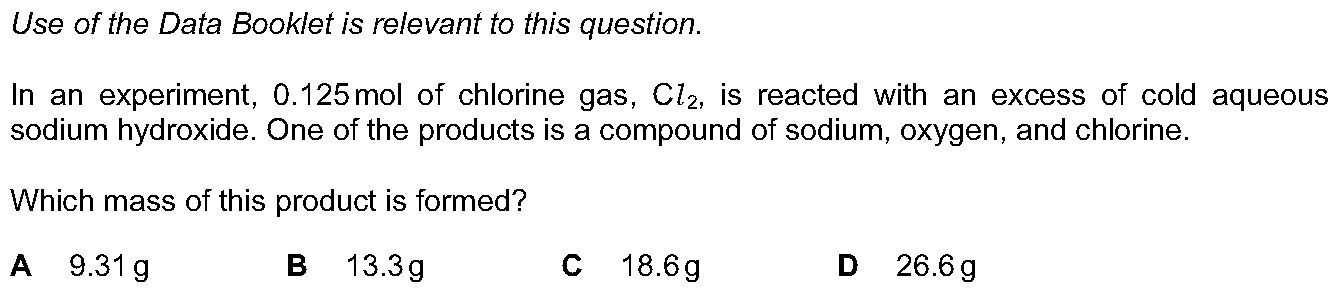 Use of the Data Booklet is relevant to this question.
In an experiment, 0.125 mol of chlorine gas, Cl₂, is reacted with an excess of cold aqueous
sodium hydroxide. One of the products is a compound of sodium, oxygen, and chlorine.
Which mass of this product is formed?
A 9.31 g B 13.3 g C 18.6 g D 26.6 g